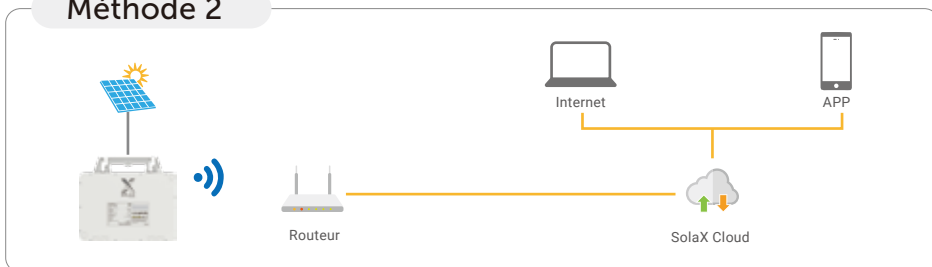 Méthode 2
Internet
APP
Routeur
SolaX Cloud